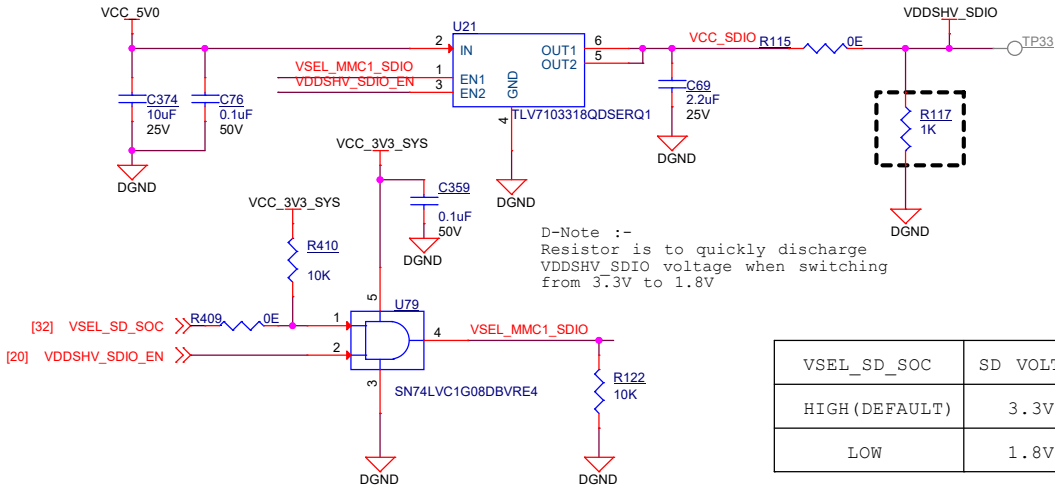 VCC_5V0
U21
VDDSHV_SDIO
2
IN
OUT1
6
OUT2
5
VCC_SDIO
R115
0E
TP33
VSEL_MMC1_SDIO
1
EN1
VDDSHV_SDIO_EN
3
EN2
GND
4
TLV7103318QDSERQ1
C374
10uF
25V
C76
0.1uF
50V
C69
2.2uF
25V
R117
1K
DGND
DGND
DGND
DGND
VCC_3V3_SYS
C359
0.1uF
50V
DGND
VCC_3V3_SYS
R410
10K
D-Note :-
Resistor is to quickly discharge
VDDSHV_SDIO voltage when switching
from 3.3V to 1.8V
5
U79
[32] VSEL_SD_SOC
R409
0E
1
4
VSEL_MMC1_SDIO
[20] VDDSHV_SDIO_EN
2
3
SN74LVC1G08DBVRE4
R122
10K
DGND
DGND
VSEL_SD_SOC
SD VOLT
HIGH(DEFAULT)
3.3V
LOW
1.8V